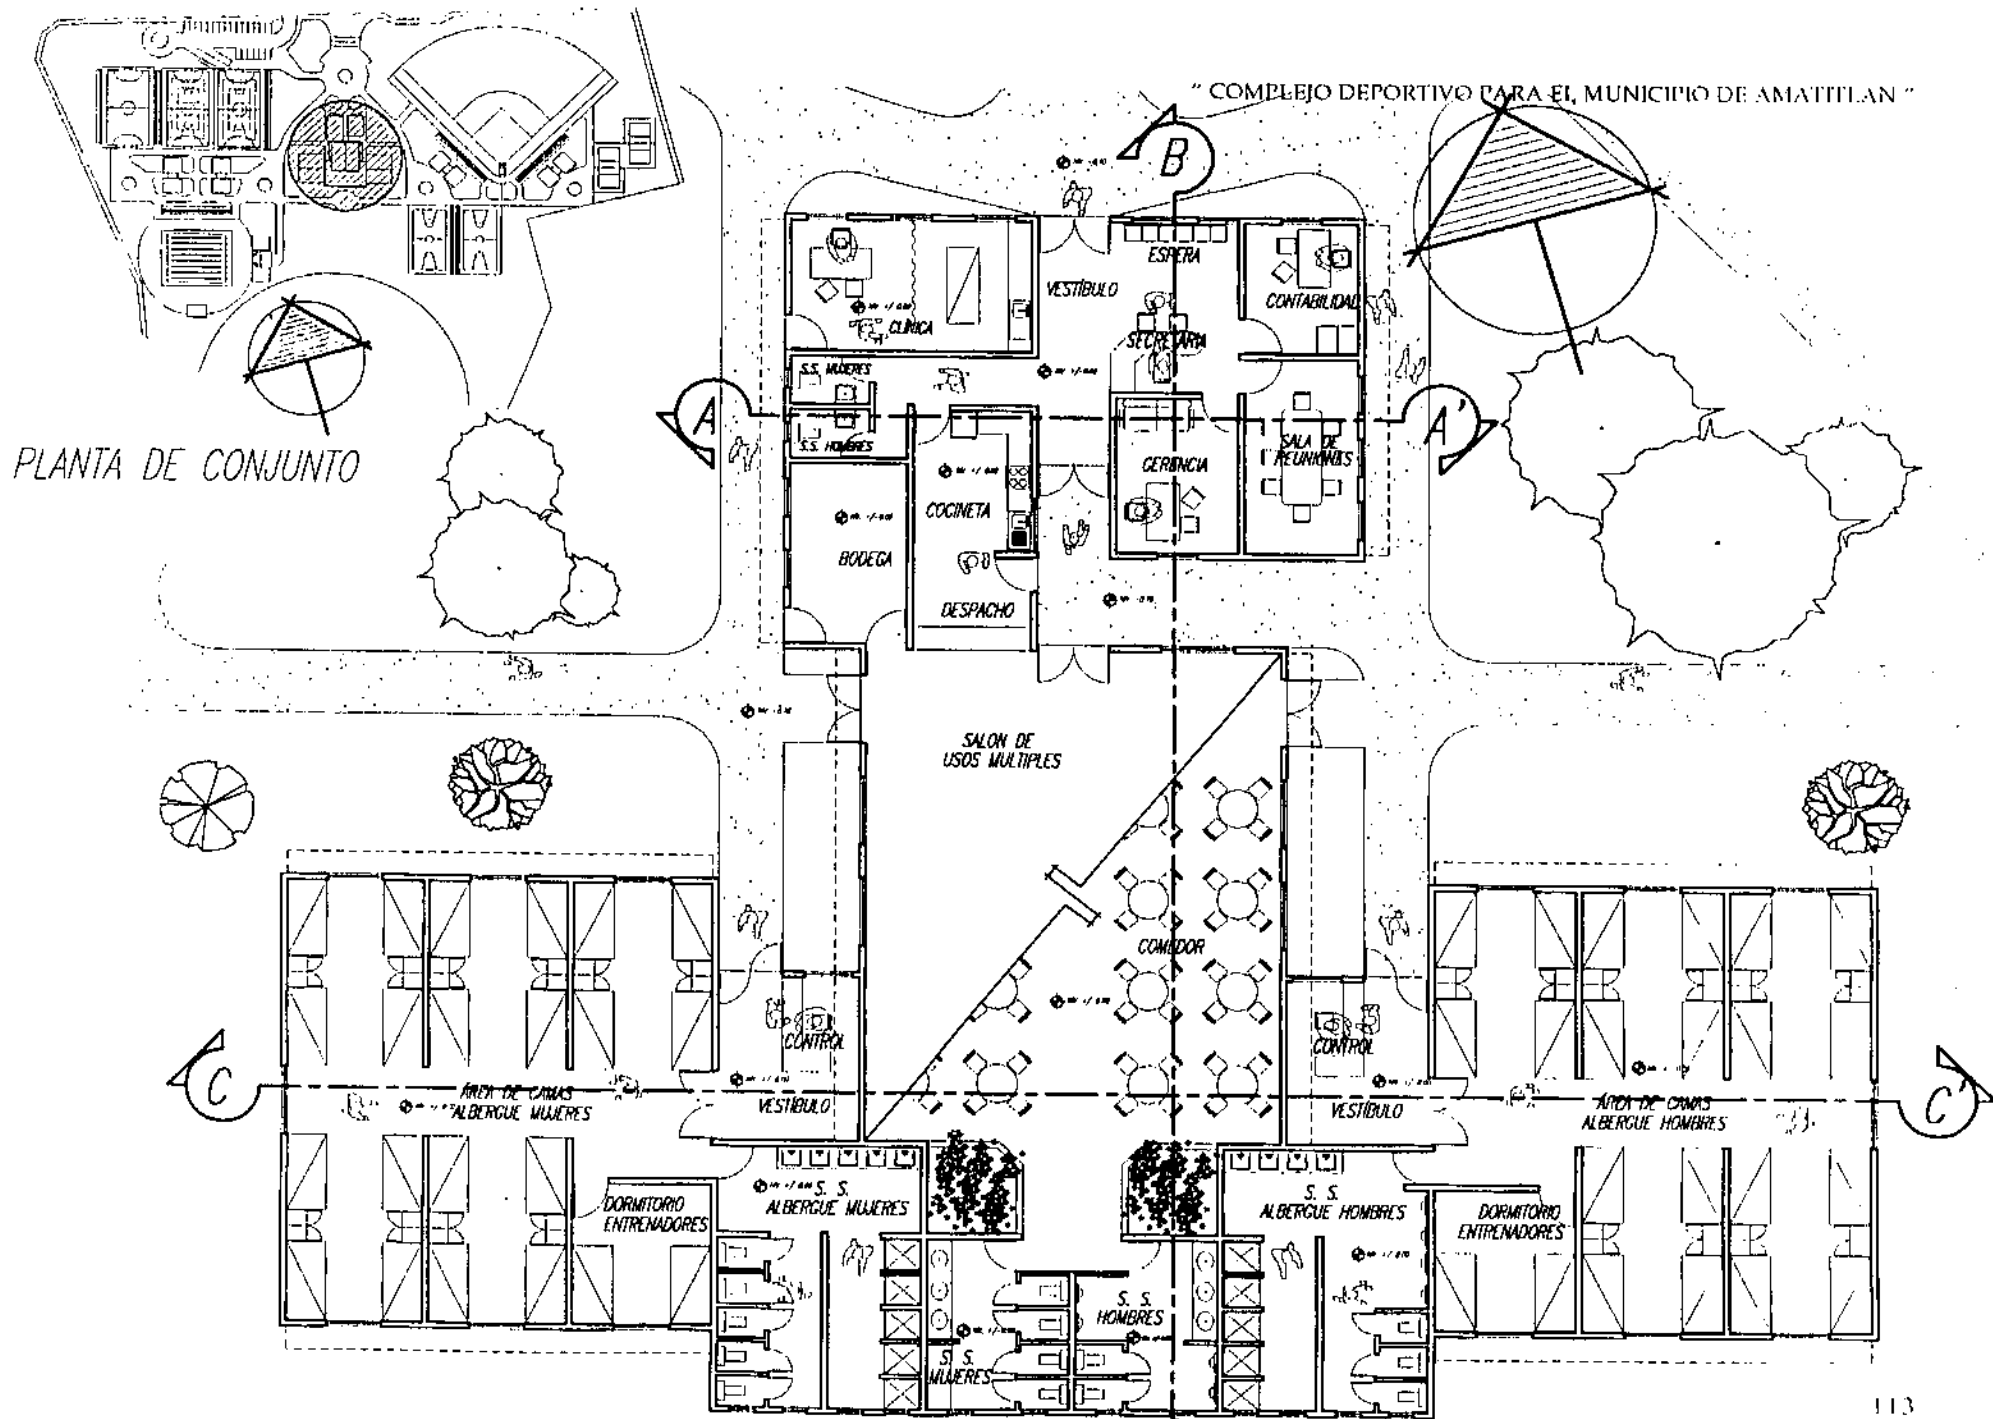 " COMPLEJO DEPORTIVO PARA EL MUNICIPIO DE AMATITLAN "
PLANTA DE CONJUNTO
B
ESPERA
VESTÍBULO
CONTABILIDAD
CLÍNICA
SECRETARIA
S.S. MUJERES
A
A'
S.S. HOMBRES
GERENCIA
SALA DE
REUNIONES
COCINETA
BODEGA
DESPACHO
SALON DE
USOS MULTIPLES
COMEDOR
CONTROL
CONTROL
C
C'
ÁREA DE CAMAS
ALBERGUE MUJERES
VESTÍBULO
VESTÍBULO
ÁREA DE CAMAS
ALBERGUE HOMBRES
S. S.
ALBERGUE MUJERES
S. S.
ALBERGUE HOMBRES
DORMITORIO
ENTRENADORES
DORMITORIO
ENTRENADORES
S. S.
HOMBRES
S. S.
MUJERES
113